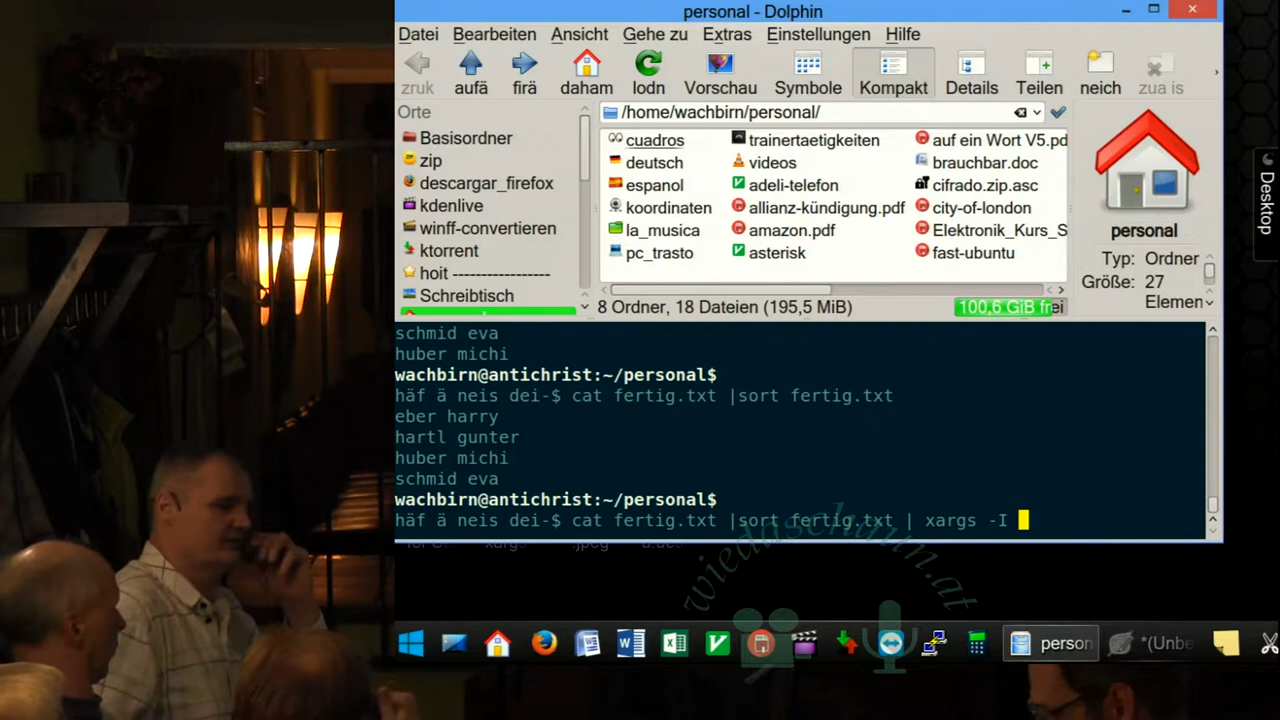 personal - Dolphin
Datei Bearbeiten Ansicht Gehe zu Extras Einstellungen Hilfe
zruk aufä firä daham lodn Vorschau Symbole Kompakt Details Teilen neich zua is
Orte
/home/wachbirn/personal/
Basisordner
zip
descargar_firefox
kdenlive
winff-convertieren
ktorrent
hoit -----------------
Schreibtisch
cuadros trainertaetigkeiten auf ein Wort V5.pd
deutsch videos brauchbar.doc
espanol adeli-telefon cifrado.zip.asc
koordinaten allianz-kündigung.pdf city-of-london
la_musica amazon.pdf Elektronik_Kurs_S
pc_trasto asterisk fast-ubuntu
8 Ordner, 18 Dateien (195,5 MiB) 100,6 GiB frei
personal
Typ: Ordner
Größe: 27
Elemen
Desktop
schmid eva
huber michi
wachbirn@antichrist:~/personal$
häf ä neis dei-$ cat fertig.txt |sort fertig.txt
eber harry
hartl gunter
huber michi
schmid eva
wachbirn@antichrist:~/personal$
häf ä neis dei-$ cat fertig.txt |sort fertig.txt | xargs -I
wiedaschaun.at
person
*(Unbe